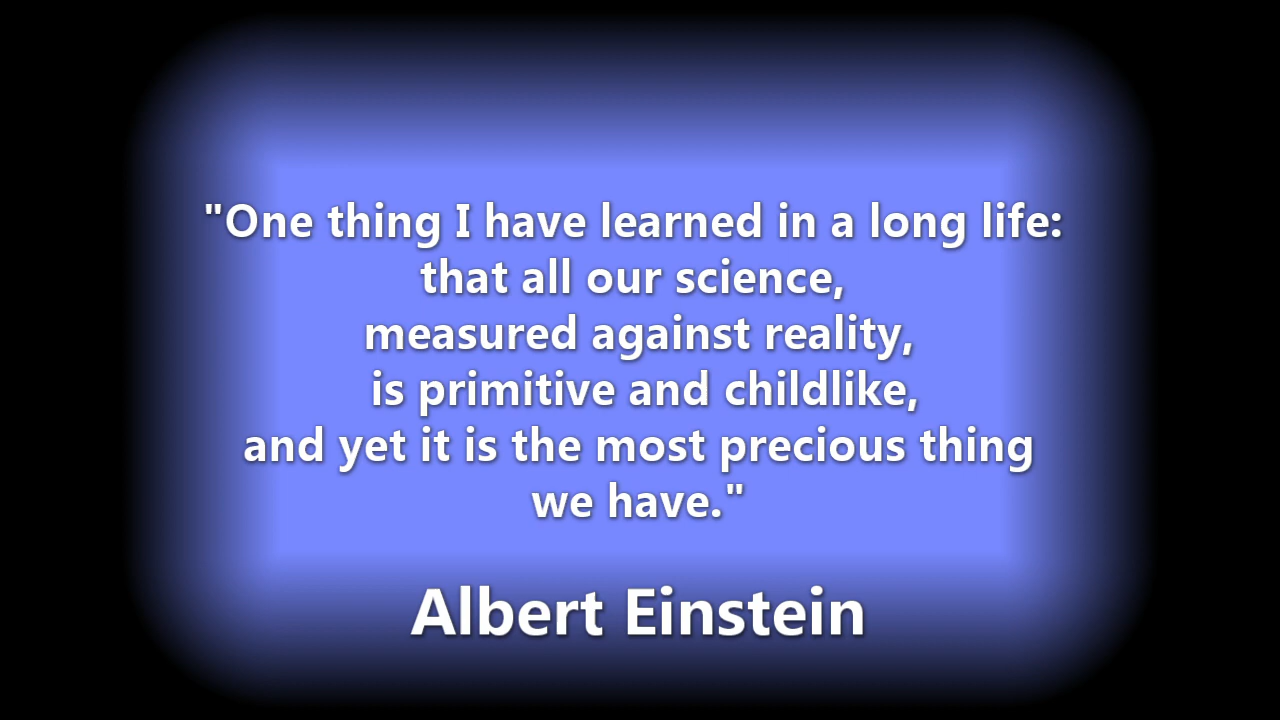 "One thing I have learned in a long life:
that all our science,
measured against reality,
is primitive and childlike,
and yet it is the most precious thing
we have."
Albert Einstein